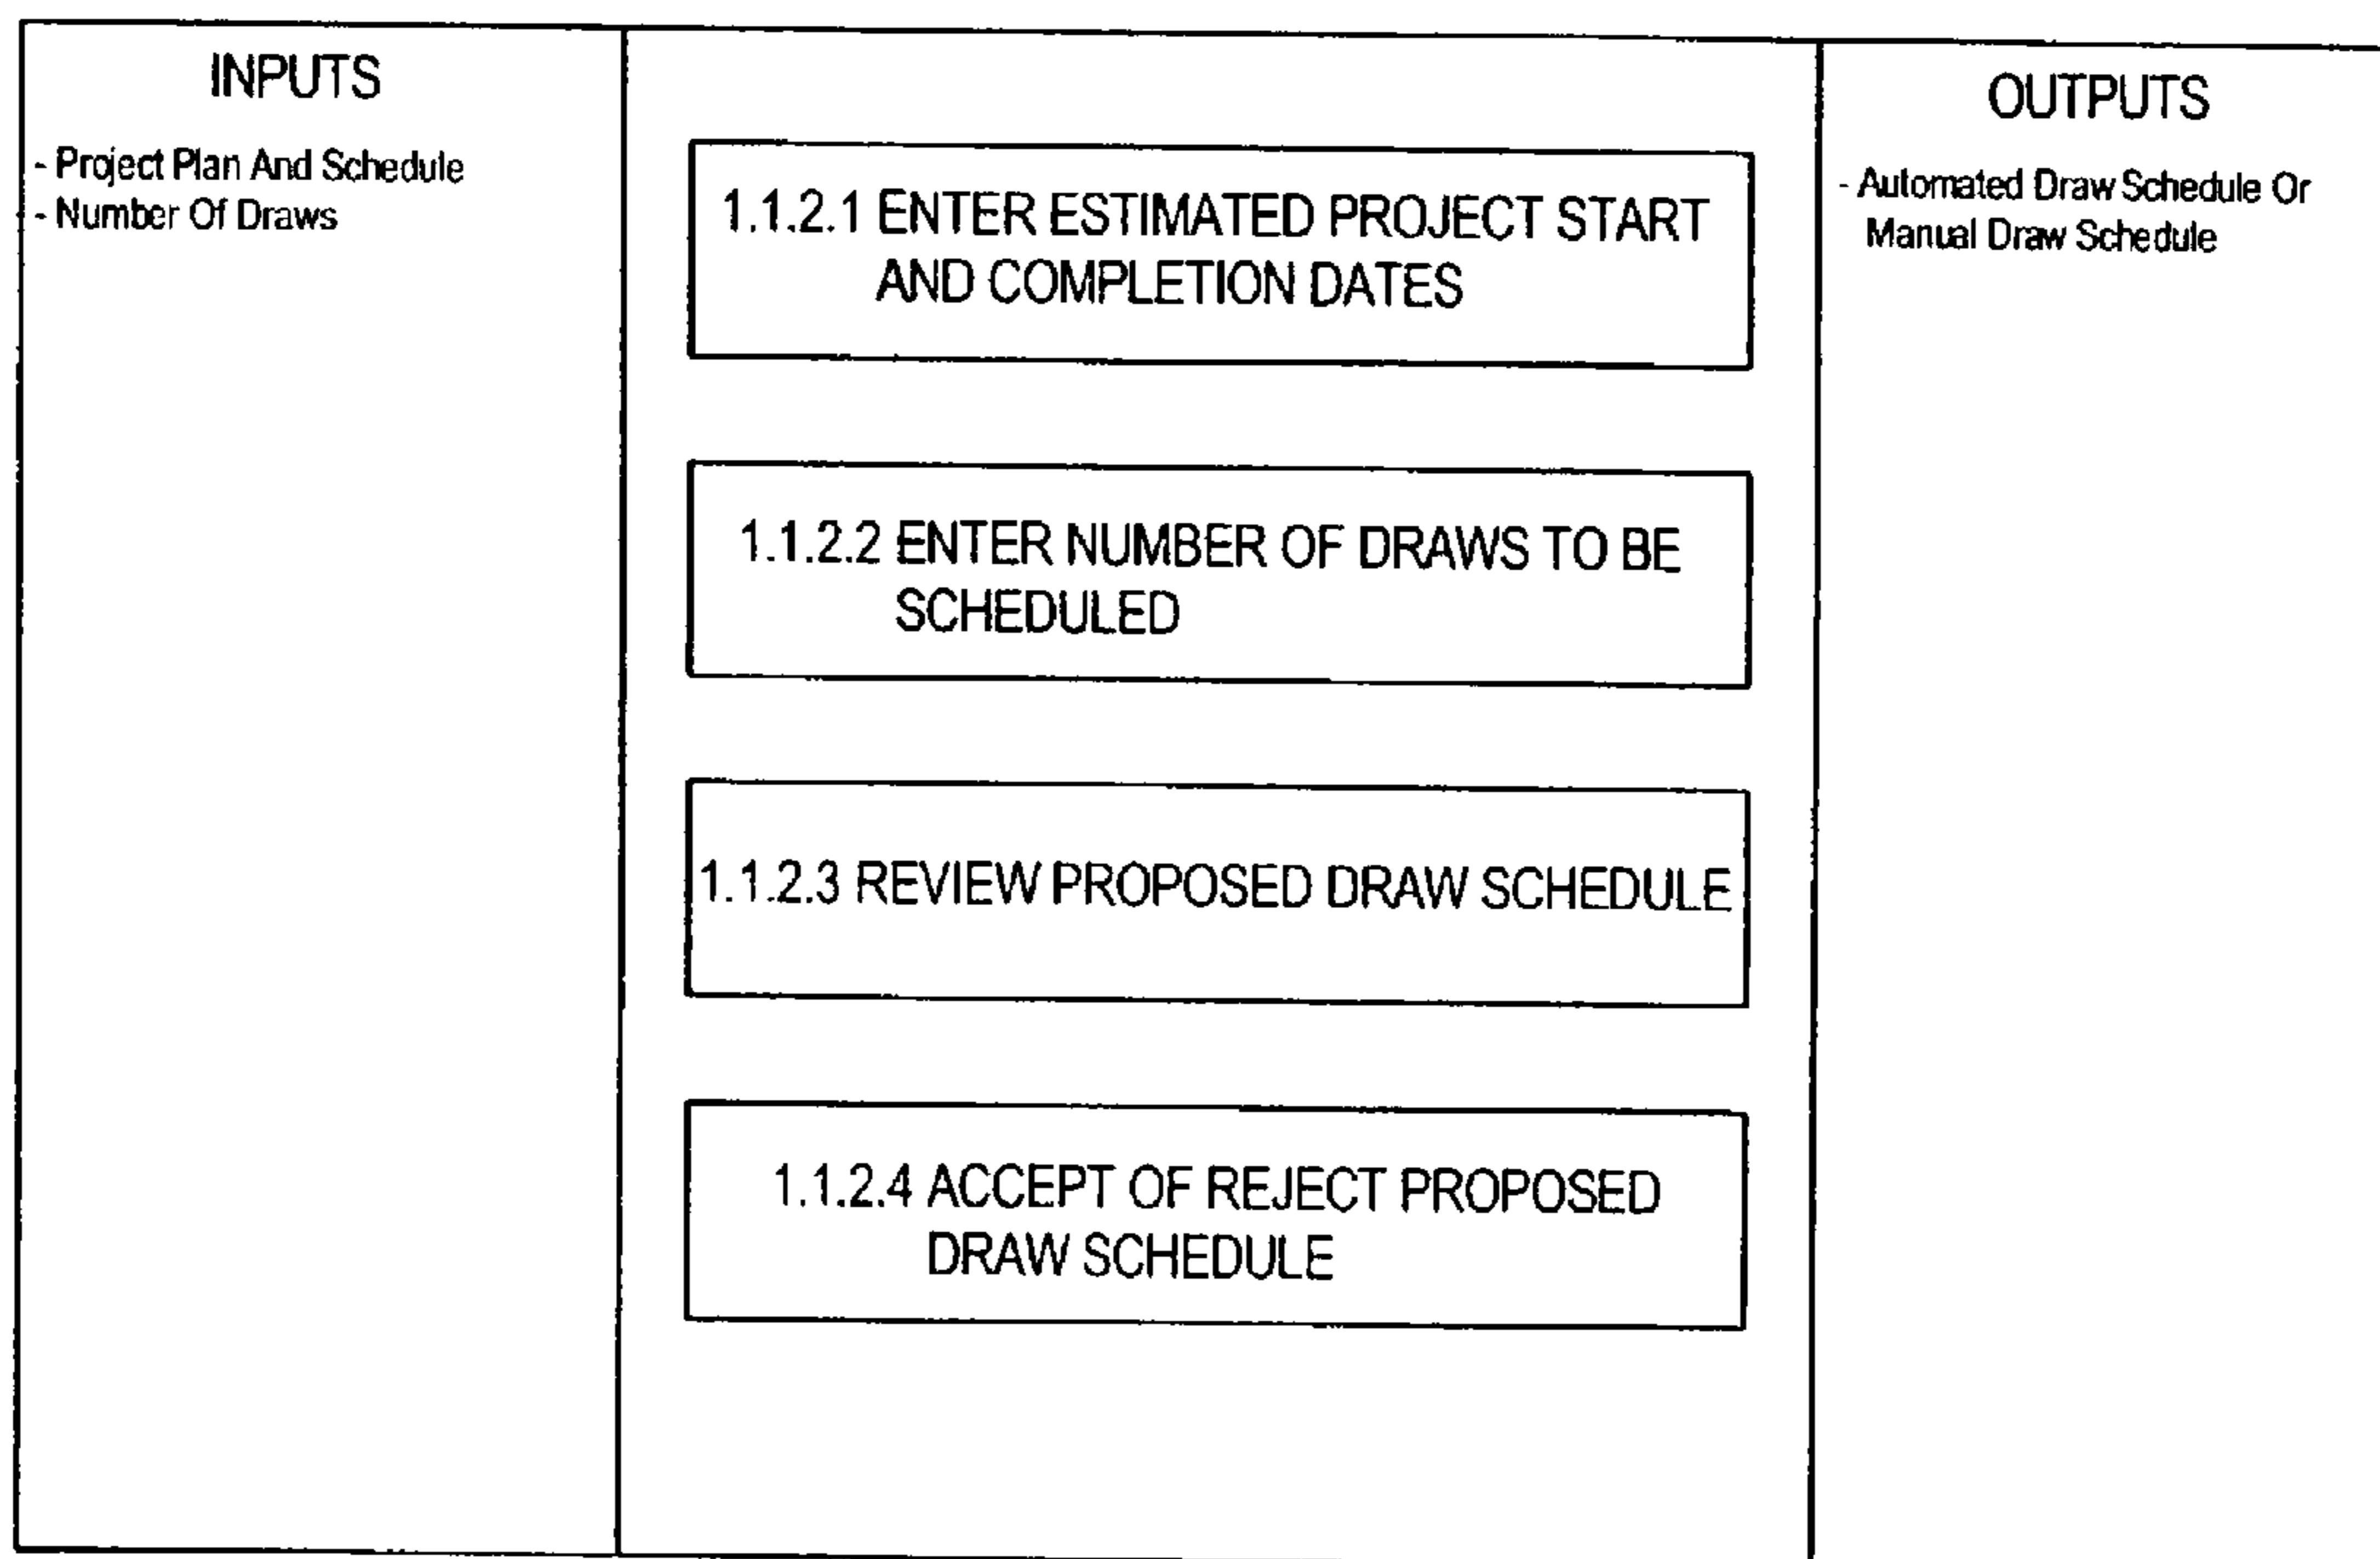 INPUTS
- Project Plan And Schedule
- Number Of Draws
1.1.2.1 ENTER ESTIMATED PROJECT START
AND COMPLETION DATES
1.1.2.2 ENTER NUMBER OF DRAWS TO BE
SCHEDULED
1.1.2.3 REVIEW PROPOSED DRAW SCHEDULE
1.1.2.4 ACCEPT OF REJECT PROPOSED
DRAW SCHEDULE
OUTPUTS
- Automated Draw Schedule Or
Manual Draw Schedule